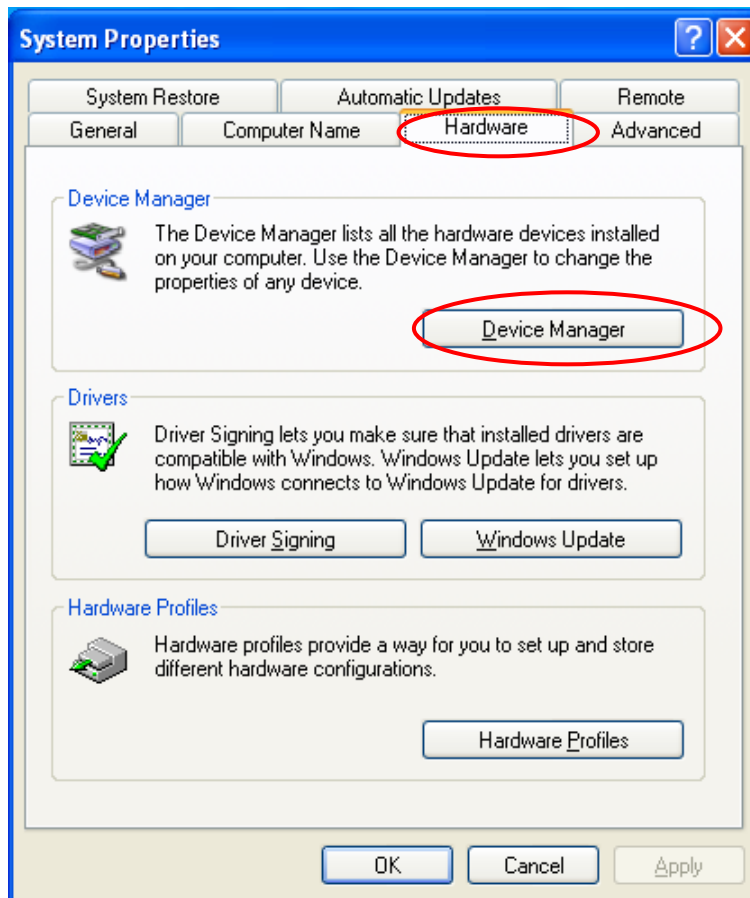 System Properties
?
System Restore Automatic Updates Remote
General Computer Name Hardware Advanced
Device Manager
The Device Manager lists all the hardware devices installed
on your computer. Use the Device Manager to change the
properties of any device.
Device Manager
Drivers
Driver Signing lets you make sure that installed drivers are
compatible with Windows. Windows Update lets you set up
how Windows connects to Windows Update for drivers.
Driver Signing Windows Update
Hardware Profiles
Hardware profiles provide a way for you to set up and store
different hardware configurations.
Hardware Profiles
OK Cancel Apply